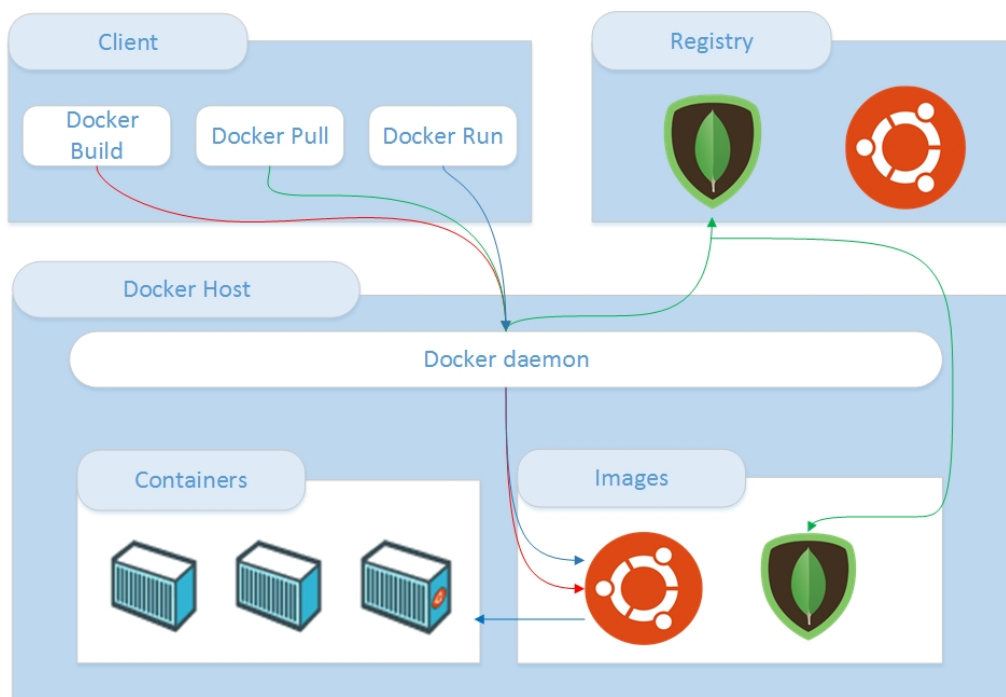 Client
Registry
Docker
Build
Docker Pull
Docker Run
Docker Host
Docker daemon
Containers
Images